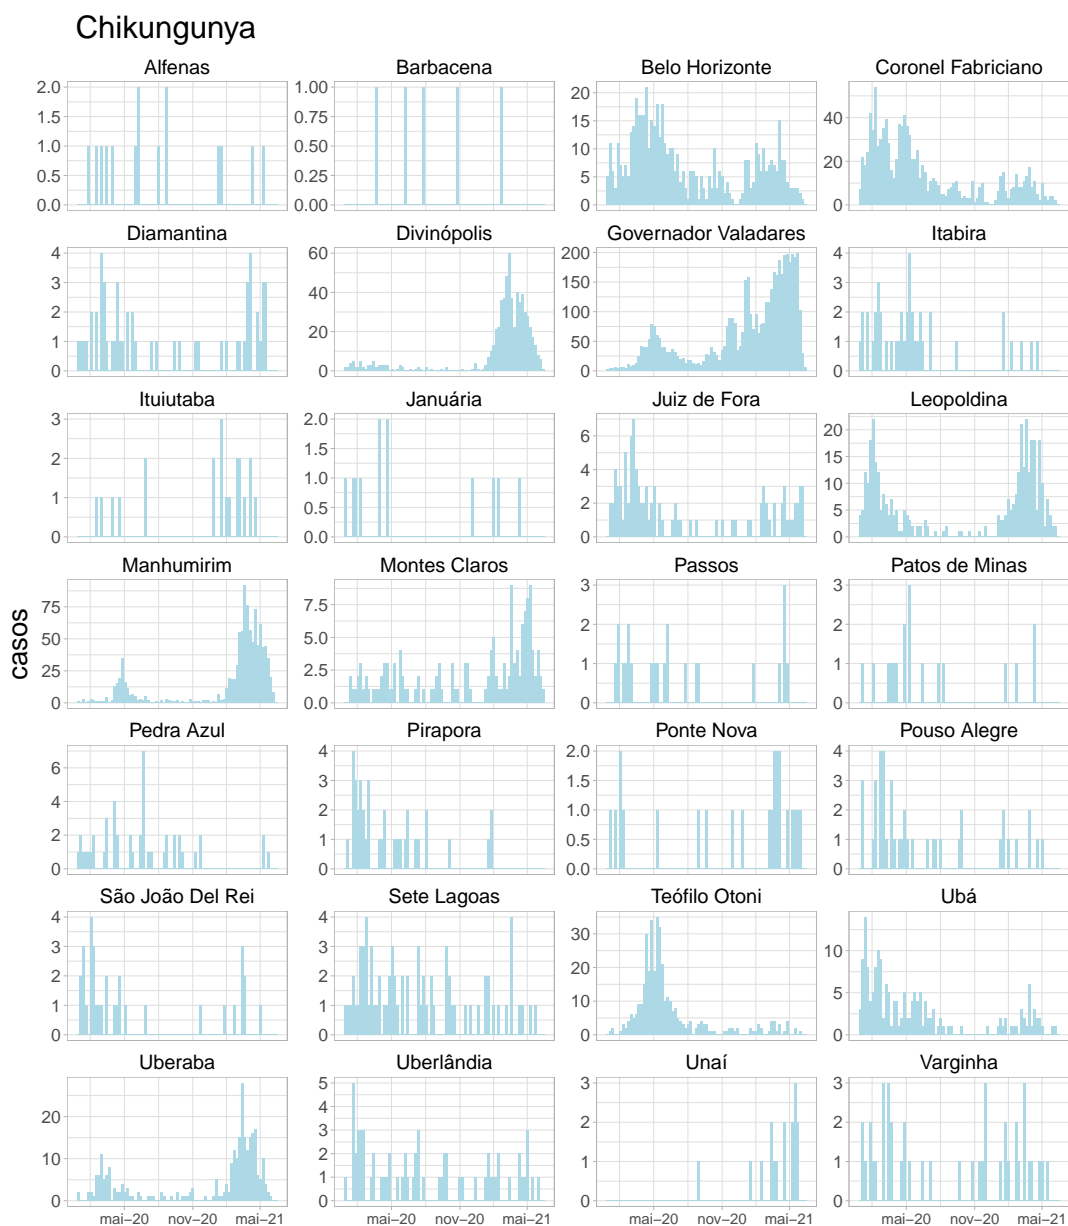 Chikungunya
Alfenas Barbacena Belo Horizonte Coronel Fabriciano
2.0 1.5 1.0 0.5 0.0
1.00 0.75 0.50 0.25 0.00
20 15 10 5 0
40 20 0
Diamantina Divinópolis Governador Valadares Itabira
4 3 2 1 0
60 40 20 0
200 150 100 50 0
4 3 2 1 0
Ituiutaba Januária Juiz de Fora Leopoldina
3 2 1 0
2.0 1.5 1.0 0.5 0.0
6 4 2 0
20 15 10 5 0
Manhumirim Montes Claros Passos Patos de Minas
75 50 25 0
7.5 5.0 2.5 0.0
3 2 1 0
3 2 1 0
casos
Pedra Azul Pirapora Ponte Nova Pouso Alegre
6 4 2 0
4 3 2 1 0
2.0 1.5 1.0 0.5 0.0
4 3 2 1 0
São João Del Rei Sete Lagoas Teófilo Otoni Ubá
4 3 2 1 0
4 3 2 1 0
30 20 10 0
10 5 0
Uberaba Uberlândia Unaí Varginha
20 10 0
5 4 3 2 1 0
3 2 1 0
3 2 1 0
mai−20 nov−20 mai−21 mai−20 nov−20 mai−21 mai−20 nov−20 mai−21 mai−20 nov−20 mai−21